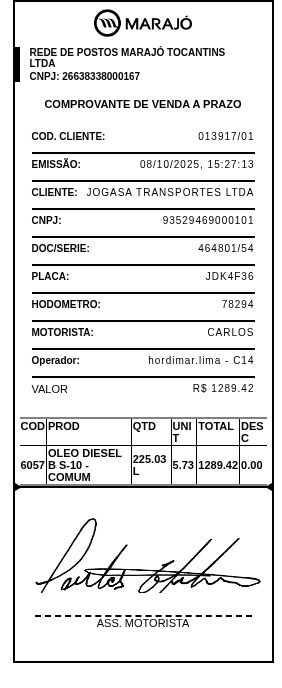 MARAJÓ
REDE DE POSTOS MARAJÓ TOCANTINS
LTDA
CNPJ: 26638338000167
COMPROVANTE DE VENDA A PRAZO
COD. CLIENTE: 013917/01
EMISSÃO: 08/10/2025, 15:27:13
CLIENTE: JOGASA TRANSPORTES LTDA
CNPJ: 93529469000101
DOC/SERIE: 464801/54
PLACA: JDK4F36
HODOMETRO: 78294
MOTORISTA: CARLOS
Operador: hordimar.lima - C14
VALOR R$ 1289.42
COD PROD QTD UNIT TOTAL DESC
6057 OLEO DIESEL B S-10 - COMUM 225.03 L 5.73 1289.42 0.00
ASS. MOTORISTA